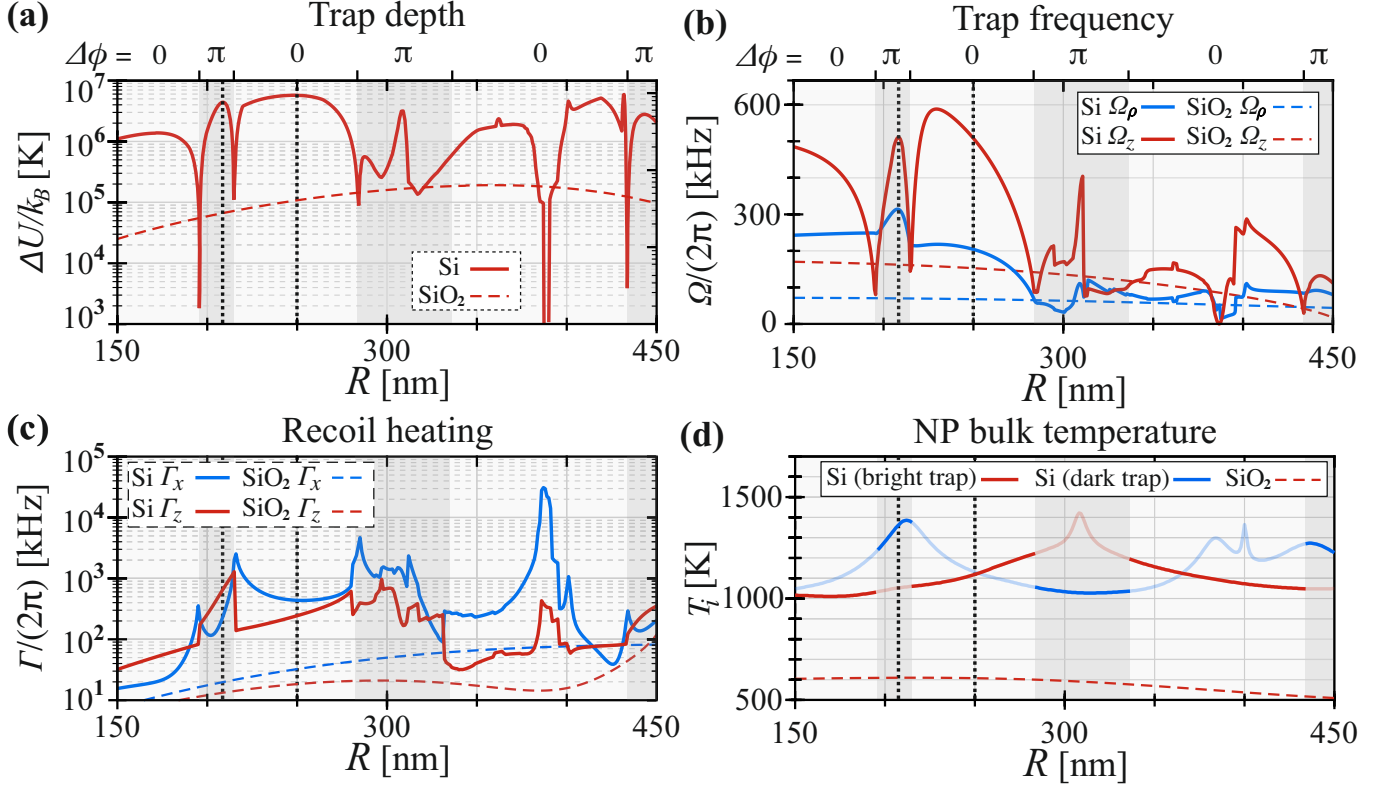 (a) Trap depth
Δϕ = 0 π 0 π 0 π
ΔU/k_B [K]
10⁷
10⁶
10⁵
10⁴
10³
Si
SiO₂
150 300 450
R [nm]
(b) Trap frequency
Δϕ = 0 π 0 π 0 π
Ω/(2π) [kHz]
600
300
0
Si Ω_ρ SiO₂ Ω_ρ
Si Ω_z SiO₂ Ω_z
150 300 450
R [nm]
(c) Recoil heating
Γ/(2π) [kHz]
10⁵
10⁴
10³
10²
10¹
Si Γ_x SiO₂ Γ_x
Si Γ_z SiO₂ Γ_z
150 300 450
R [nm]
(d) NP bulk temperature
T_i [K]
1500
1000
500
Si (bright trap) Si (dark trap) SiO₂
150 300 450
R [nm]